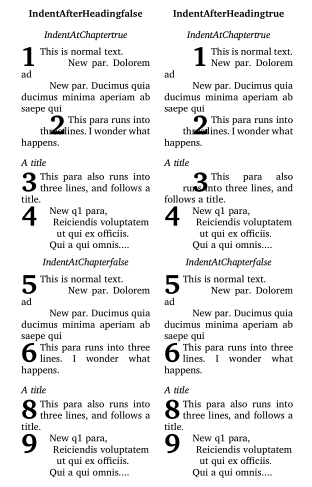 IndentAfterHeadingfalse
IndentAtChaptertrue
1 This is normal text.
New par. Dolorem
ad
New par. Ducimus quia
ducimus minima aperiam ab
saepe qui
2 This para runs into
three lines. I wonder what
happens.
A title
3 This para also runs into
three lines, and follows a
title.
4 New q1 para,
Reiciendis voluptatem
ut qui ex officiis.
Qui a qui omnis....
IndentAtChapterfalse
5 This is normal text.
New par. Dolorem
ad
New par. Ducimus quia
ducimus minima aperiam ab
saepe qui
6 This para runs into three
lines. I wonder what
happens.
A title
8 This para also runs into
three lines, and follows a
title.
9 New q1 para,
Reiciendis voluptatem
ut qui ex officiis.
Qui a qui omnis....
IndentAfterHeadingtrue
IndentAtChaptertrue
1 This is normal text.
New par. Dolorem
ad
New par. Ducimus quia
ducimus minima aperiam ab
saepe qui
2 This para runs into
three lines. I wonder what
happens.
A title
3 This para also
runs into three lines, and
follows a title.
4 New q1 para,
Reiciendis voluptatem
ut qui ex officiis.
Qui a qui omnis....
IndentAtChapterfalse
5 This is normal text.
New par. Dolorem
ad
New par. Ducimus quia
ducimus minima aperiam ab
saepe qui
6 This para runs into three
lines. I wonder what
happens.
A title
8 This para also runs into
three lines, and follows a
title.
9 New q1 para,
Reiciendis voluptatem
ut qui ex officiis.
Qui a qui omnis....